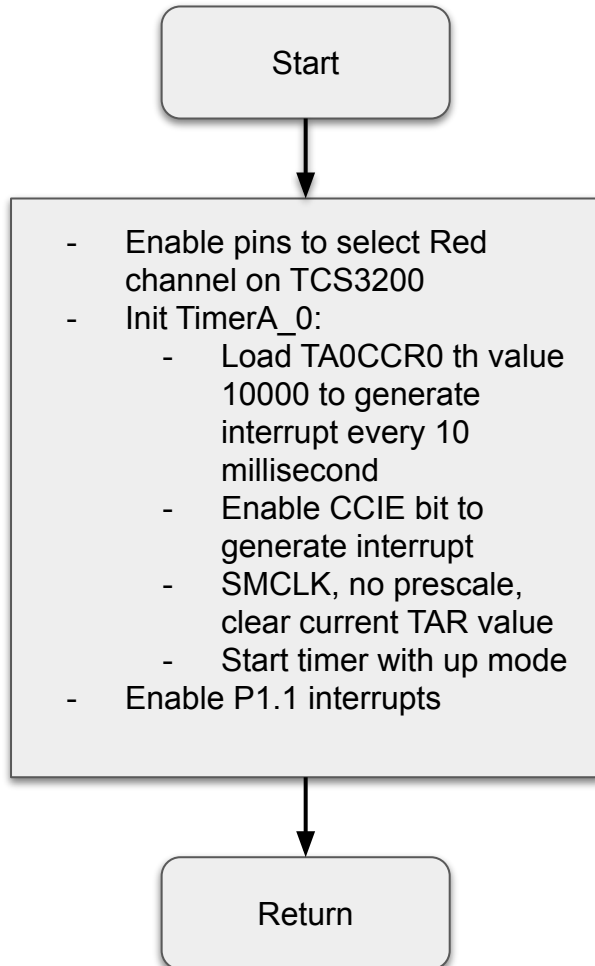 Start
- Enable pins to select Red
channel on TCS3200
- Init TimerA_0:
- Load TA0CCR0 th value
10000 to generate
interrupt every 10
millisecond
- Enable CCIE bit to
generate interrupt
- SMCLK, no prescale,
clear current TAR value
- Start timer with up mode
- Enable P1.1 interrupts
Return